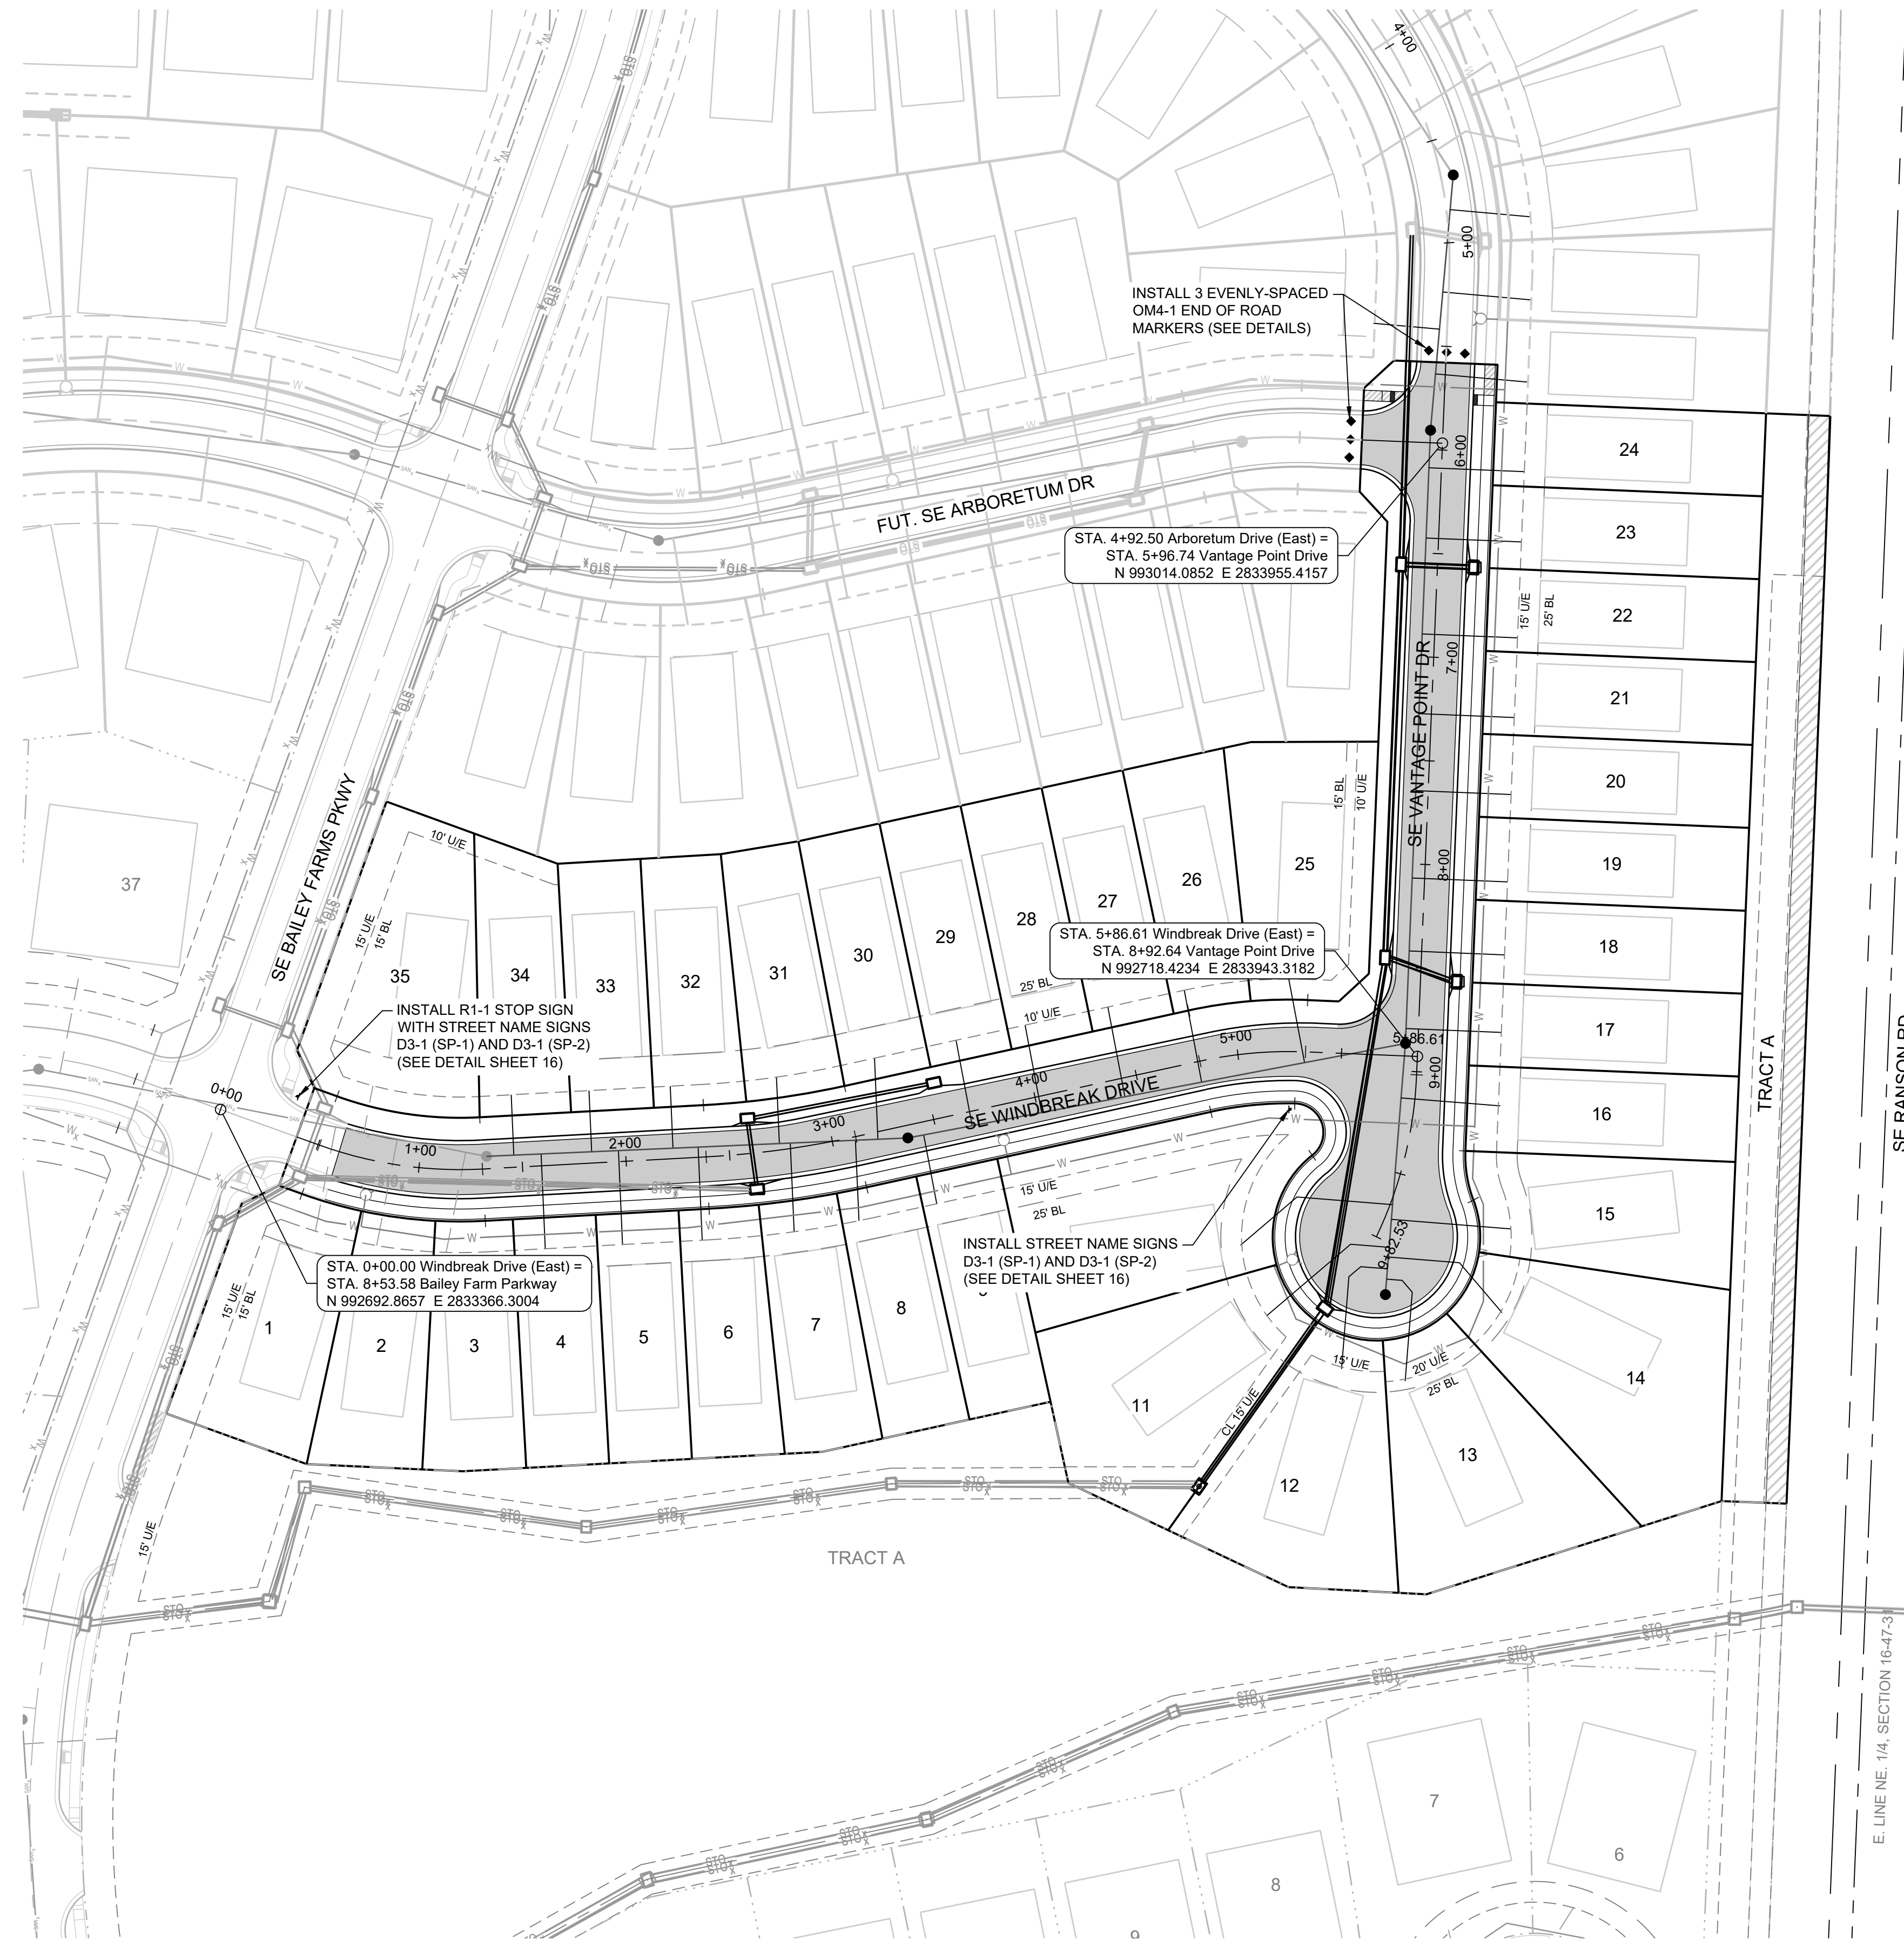 4+00
5+00
INSTALL 3 EVENLY-SPACED
OM4-1 END OF ROAD
MARKERS (SEE DETAILS)
6+00
24
FUT. SE ARBORETUM DR
STA. 4+92.50 Arboretum Drive (East) =
STA. 5+96.74 Vantage Point Drive
N 993014.0852 E 2833955.4157
23
22
15' U/E
25' BL
7+00
SE VANTAGE POINT DR
21
20
19
8+00
18
17
16
15
14
13
12
11
TRACT A
SE RANSON RD
SE BAILEY FARMS PKWY
37
10' U/E
15' U/E
15' BL
35
34
33
32
31
30
29
28
27
26
25
15' BL
10' U/E
STA. 5+86.61 Windbreak Drive (East) =
STA. 8+92.64 Vantage Point Drive
N 992718.4234 E 2833943.3182
25' BL
10' U/E
INSTALL R1-1 STOP SIGN
WITH STREET NAME SIGNS
D3-1 (SP-1) AND D3-1 (SP-2)
(SEE DETAIL SHEET 16)
0+00
1+00
2+00
3+00
4+00
5+00
5+86.61
9+00
SE WINDBREAK DRIVE
15' U/E
25' BL
INSTALL STREET NAME SIGNS
D3-1 (SP-1) AND D3-1 (SP-2)
(SEE DETAIL SHEET 16)
9+82.53
STA. 0+00.00 Windbreak Drive (East) =
STA. 8+53.58 Bailey Farm Parkway
N 992692.8657 E 2833366.3004
15' U/E
15' BL
1
2
3
4
5
6
7
8
15' U/E
20' U/E
25' BL
CL 15' U/E
15' U/E
TRACT A
E. LINE NE. 1/4, SECTION 16-47-31
7
6
8
9
W
STO
SAN